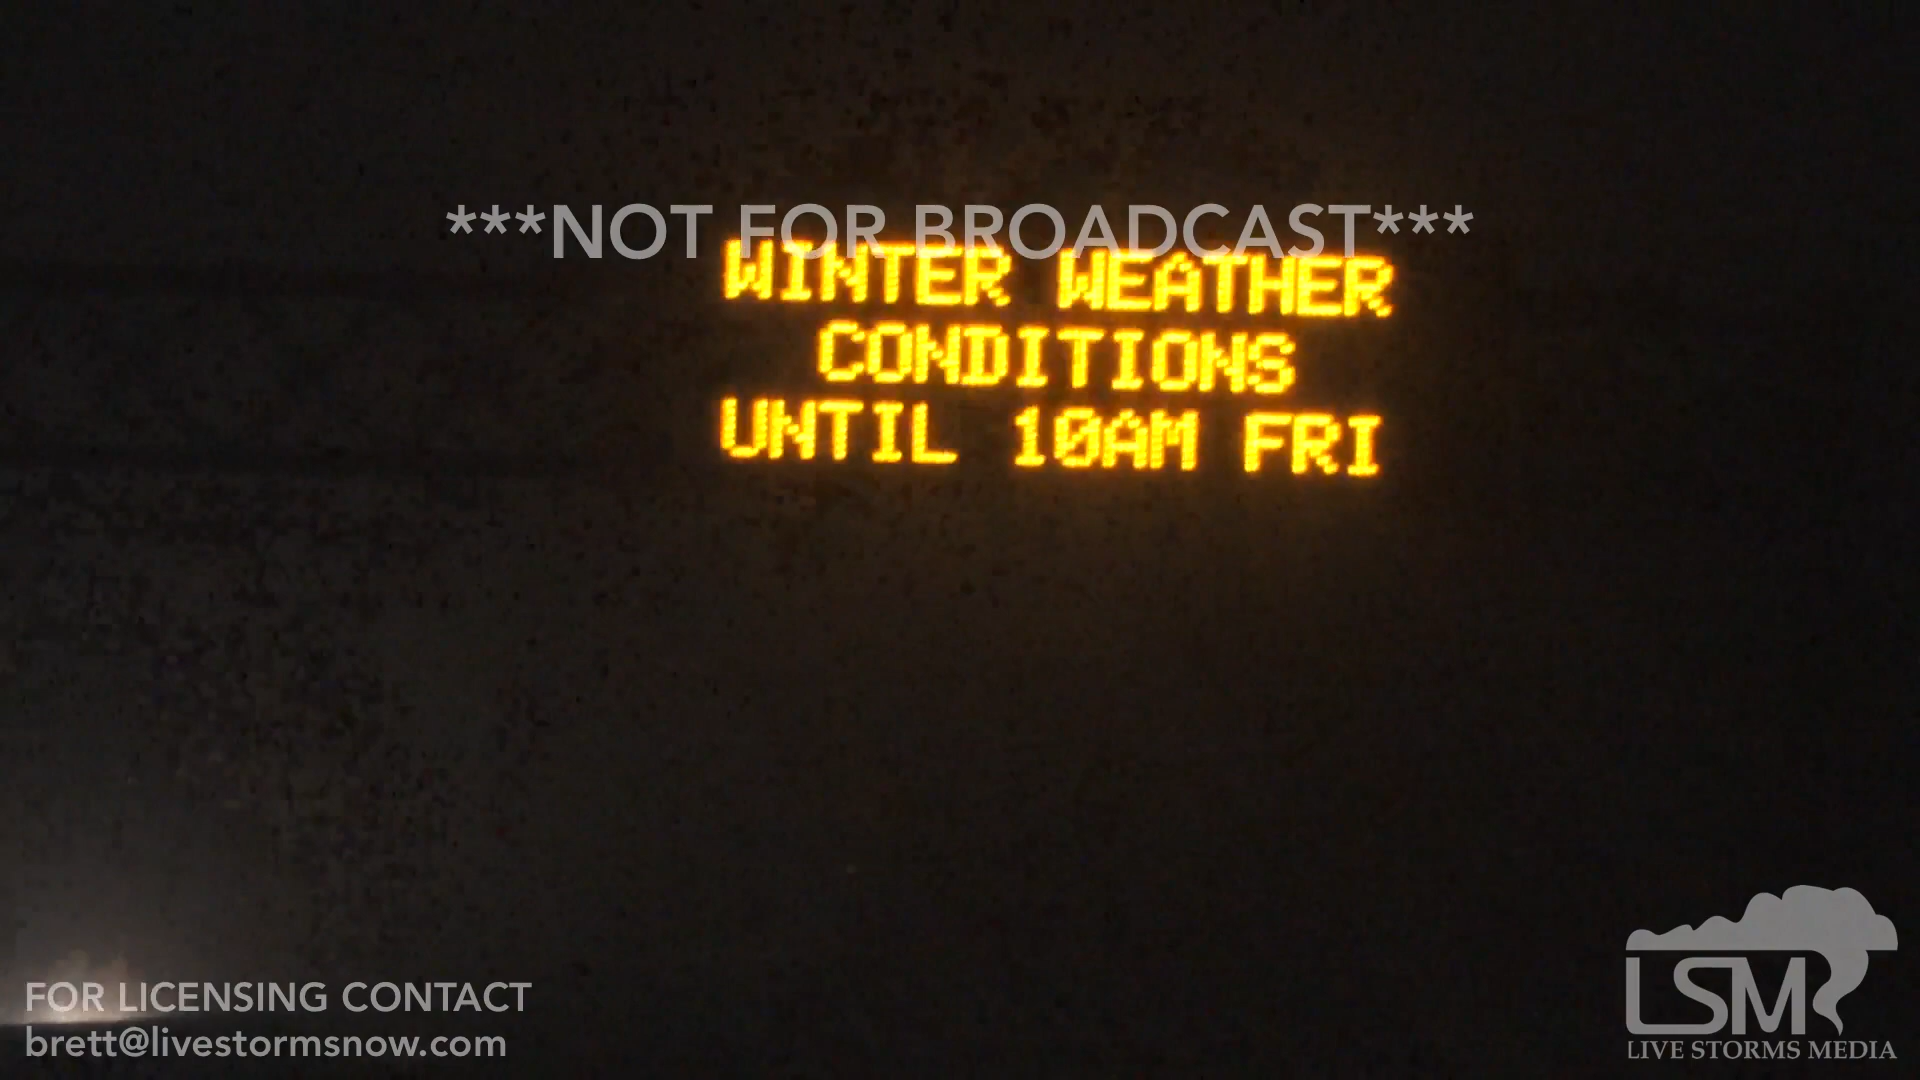 ***NOT FOR BROADCAST***
WINTER WEATHER
CONDITIONS
UNTIL 10AM FRI
FOR LICENSING CONTACT
brett@livestormsnow.com
LSM
LIVE STORMS MEDIA